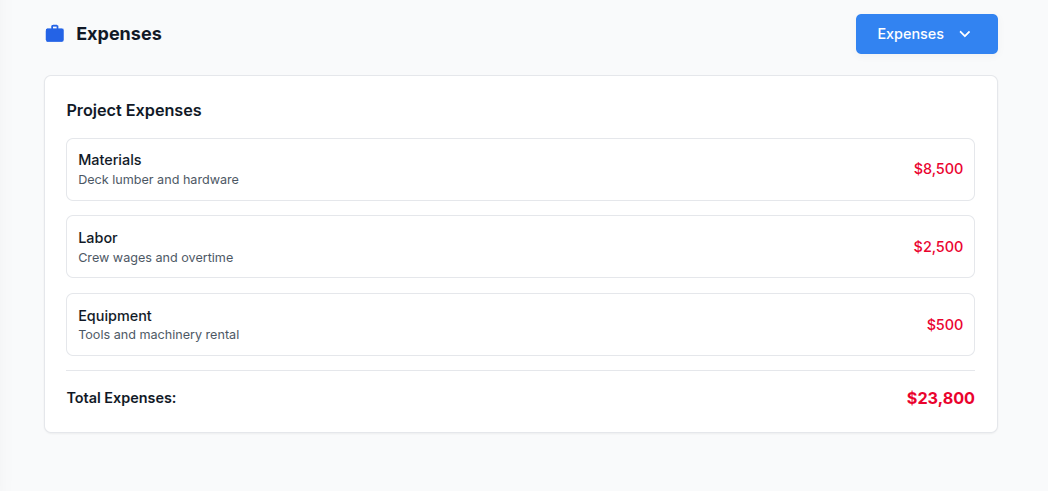 Expenses
Expenses
Project Expenses
Materials
Deck lumber and hardware
$8,500
Labor
Crew wages and overtime
$2,500
Equipment
Tools and machinery rental
$500
Total Expenses:
$23,800